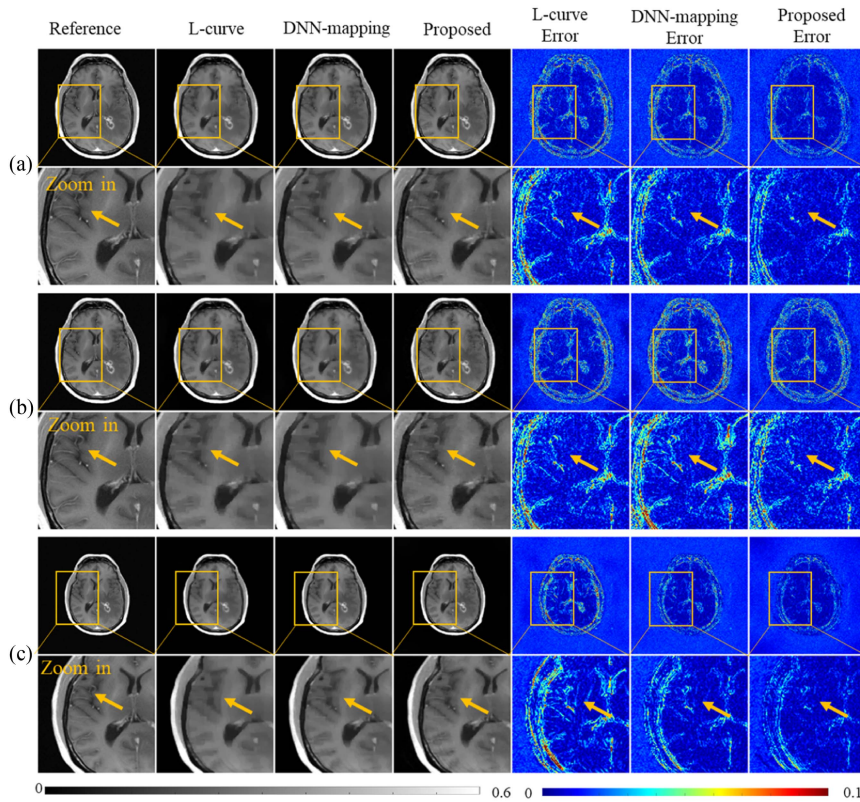 Reference L-curve DNN-mapping Proposed L-curve Error DNN-mapping Error Proposed Error
(a)
Zoom in
(b)
Zoom in
(c)
Zoom in
0 0.6 0 0.1